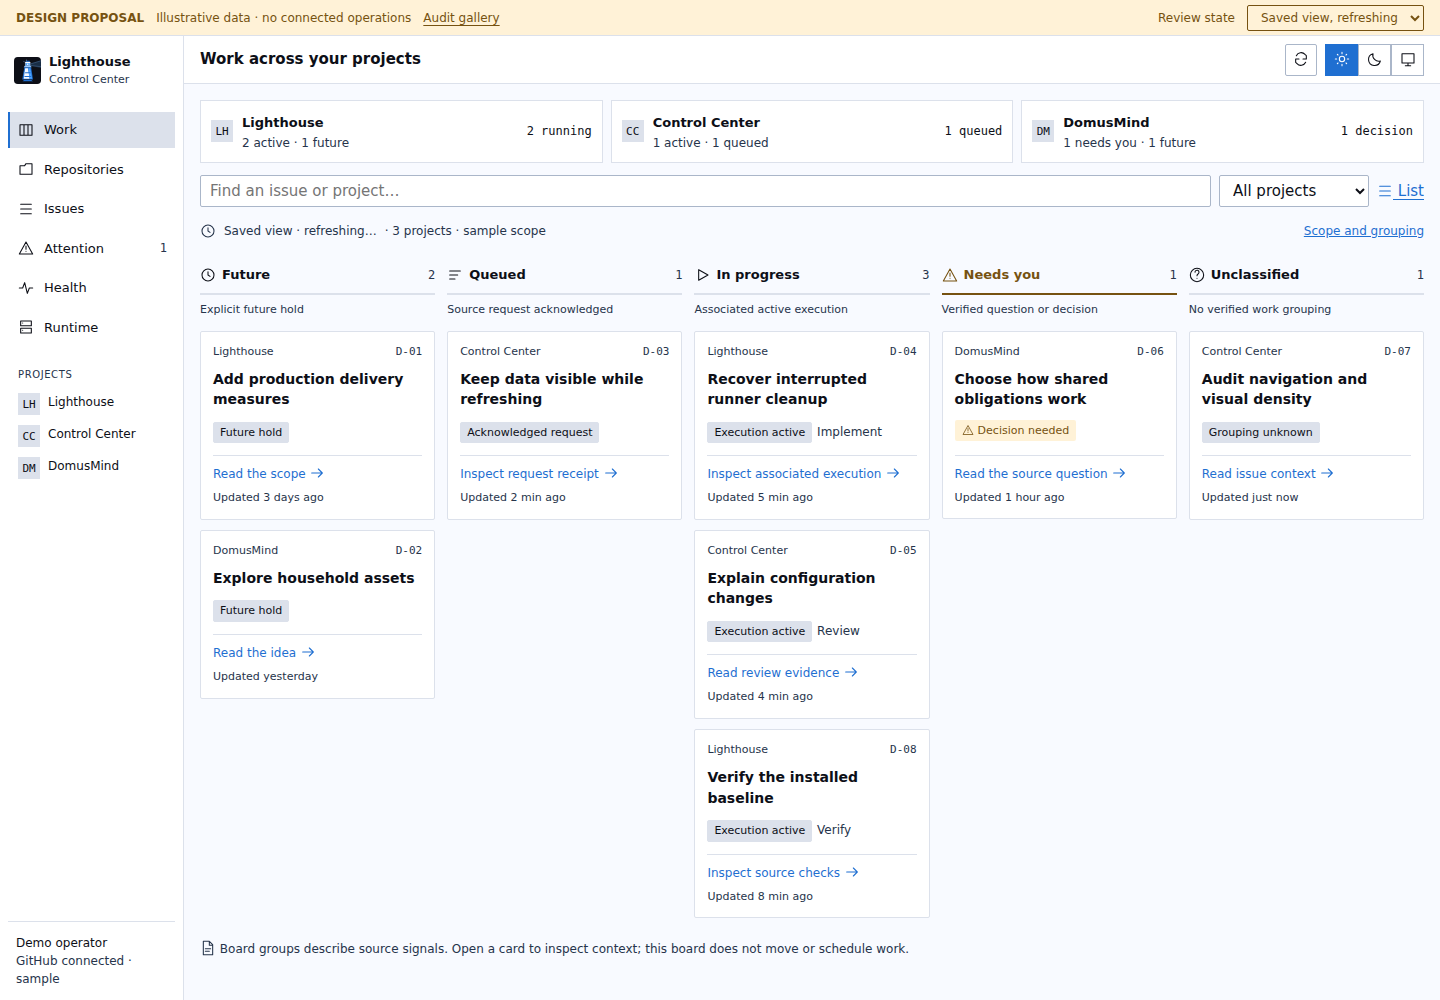 DESIGN PROPOSAL Illustrative data · no connected operations Audit gallery
Review state Saved view, refreshing
Lighthouse
Control Center
Work
Repositories
Issues
Attention 1
Health
Runtime
PROJECTS
LH Lighthouse
CC Control Center
DM DomusMind
Demo operator
GitHub connected ·
sample
Work across your projects
LH Lighthouse
2 active · 1 future
2 running
CC Control Center
1 active · 1 queued
1 queued
DM DomusMind
1 needs you · 1 future
1 decision
Find an issue or project…
All projects
List
Saved view · refreshing… · 3 projects · sample scope
Scope and grouping
Future 2
Explicit future hold
Lighthouse D-01
Add production delivery
measures
Future hold
Read the scope
Updated 3 days ago
DomusMind D-02
Explore household assets
Future hold
Read the idea
Updated yesterday
Queued 1
Source request acknowledged
Control Center D-03
Keep data visible while
refreshing
Acknowledged request
Inspect request receipt
Updated 2 min ago
In progress 3
Associated active execution
Lighthouse D-04
Recover interrupted
runner cleanup
Execution active Implement
Inspect associated execution
Updated 5 min ago
Control Center D-05
Explain configuration
changes
Execution active Review
Read review evidence
Updated 4 min ago
Lighthouse D-08
Verify the installed
baseline
Execution active Verify
Inspect source checks
Updated 8 min ago
Needs you 1
Verified question or decision
DomusMind D-06
Choose how shared
obligations work
Decision needed
Read the source question
Updated 1 hour ago
Unclassified 1
No verified work grouping
Control Center D-07
Audit navigation and
visual density
Grouping unknown
Read issue context
Updated just now
Board groups describe source signals. Open a card to inspect context; this board does not move or schedule work.